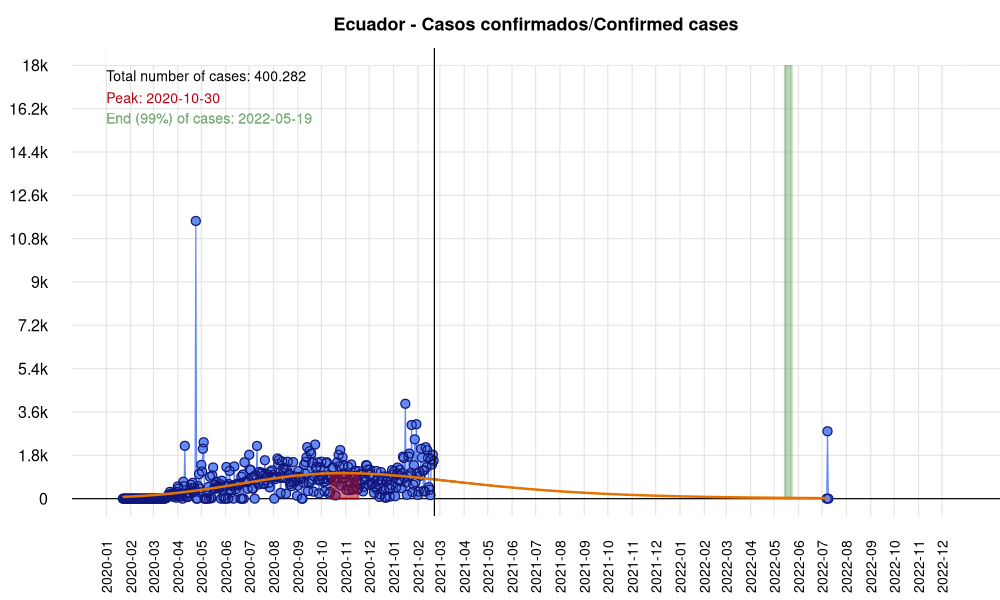 Ecuador - Casos confirmados/Confirmed cases
18k
Total number of cases: 400.282
Peak: 2020-10-30
16.2k
End (99%) of cases: 2022-05-19
14.4k
12.6k
10.8k
9k
7.2k
5.4k
3.6k
1.8k
0
2020-01
2020-02
2020-03
2020-04
2020-05
2020-06
2020-07
2020-08
2020-09
2020-10
2020-11
2020-12
2021-01
2021-02
2021-03
2021-04
2021-05
2021-06
2021-07
2021-08
2021-09
2021-10
2021-11
2021-12
2022-01
2022-02
2022-03
2022-04
2022-05
2022-06
2022-07
2022-08
2022-09
2022-10
2022-11
2022-12